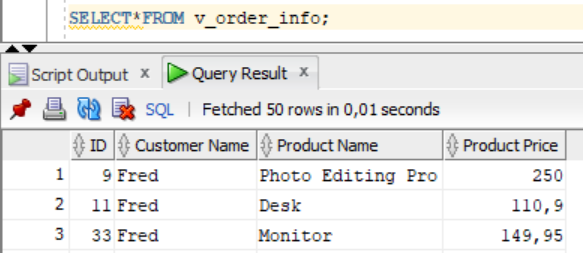 SELECT*FROM v_order_info;
Script Output x Query Result x
SQL | Fetched 50 rows in 0,01 seconds
ID Customer Name Product Name Product Price
1 9 Fred Photo Editing Pro 250
2 11 Fred Desk 110,9
3 33 Fred Monitor 149,95